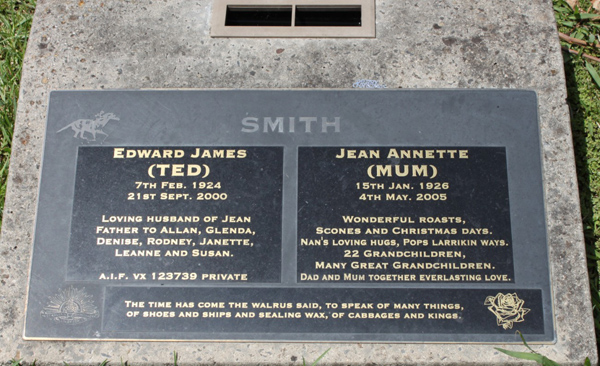 SMITH
EDWARD JAMES
(TED)
7TH FEB. 1924
21ST SEPT. 2000
LOVING HUSBAND OF JEAN
FATHER TO ALLAN, GLENDA,
DENISE, RODNEY, JANETTE,
LEANNE AND SUSAN.
A.I.F. VX 123739 PRIVATE
JEAN ANNETTE
(MUM)
15TH JAN. 1926
4TH MAY. 2005
WONDERFUL ROASTS,
SCONES AND CHRISTMAS DAYS.
NAN'S LOVING HUGS, POPS LARRIKIN WAYS.
22 GRANDCHILDREN,
MANY GREAT GRANDCHILDREN.
DAD AND MUM TOGETHER EVERLASTING LOVE.
THE TIME HAS COME THE WALRUS SAID, TO SPEAK OF MANY THINGS,
OF SHOES AND SHIPS AND SEALING WAX, OF CABBAGES AND KINGS.